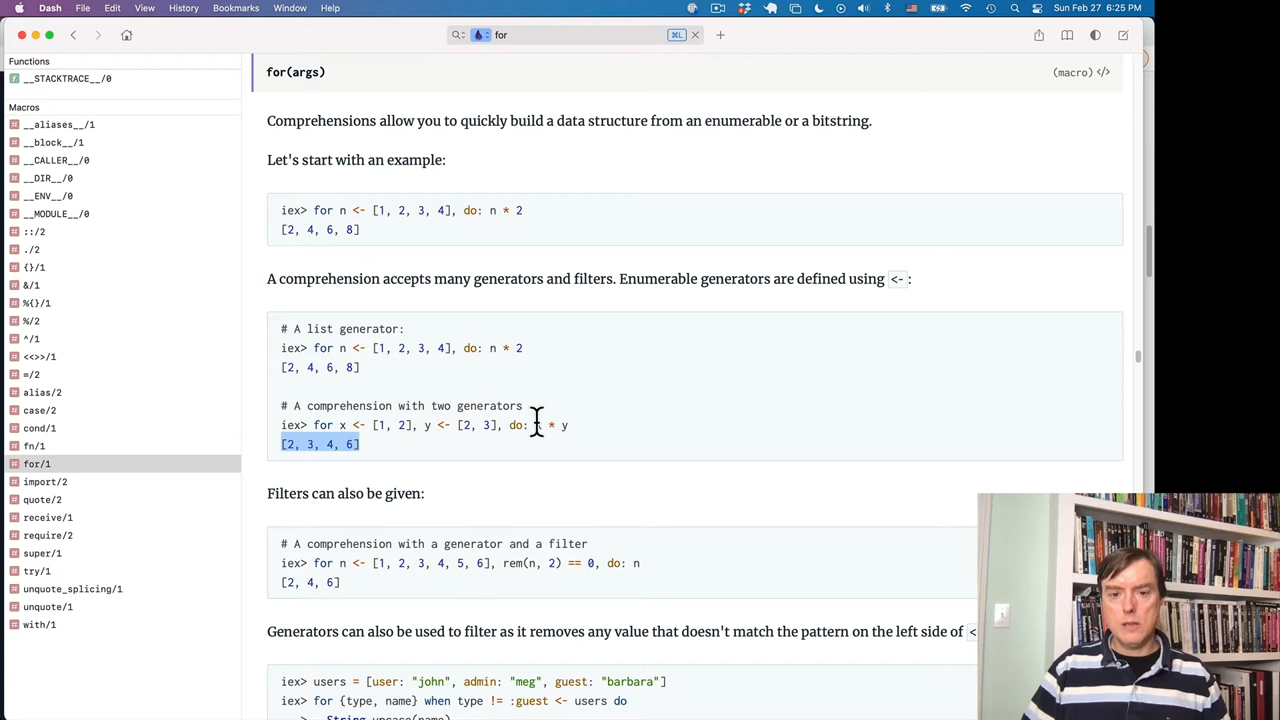 Dash File Edit View History Bookmarks Window Help Sun Feb 27 6:25 PM
for ⌘L
Functions
__STACKTRACE__/0
Macros
__aliases__/1
__block__/1
__CALLER__/0
__DIR__/0
__ENV__/0
__MODULE__/0
::/2
./2
{}/1
&/1
%{}/1
%/2
^/1
<<>>/1
=/2
alias/2
case/2
cond/1
fn/1
for/1
import/2
quote/2
receive/1
require/2
super/1
try/1
unquote_splicing/1
unquote/1
with/1
for(args) (macro) </>
Comprehensions allow you to quickly build a data structure from an enumerable or a bitstring.
Let's start with an example:
iex> for n <- [1, 2, 3, 4], do: n * 2
[2, 4, 6, 8]
A comprehension accepts many generators and filters. Enumerable generators are defined using <-:
# A list generator:
iex> for n <- [1, 2, 3, 4], do: n * 2
[2, 4, 6, 8]
# A comprehension with two generators
iex> for x <- [1, 2], y <- [2, 3], do: * y
[2, 3, 4, 6]
Filters can also be given:
# A comprehension with a generator and a filter
iex> for n <- [1, 2, 3, 4, 5, 6], rem(n, 2) == 0, do: n
[2, 4, 6]
Generators can also be used to filter as it removes any value that doesn't match the pattern on the left side of <
iex> users = [user: "john", admin: "meg", guest: "barbara"]
iex> for {type, name} when type != :guest <- users do
String.upcase(name)